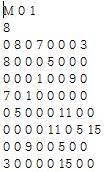 M 0 1
8
0 8 0 7 0 0 0 3
8 0 0 0 5 0 0 0
0 0 0 1 0 0 9 0
7 0 1 0 0 0 0 0
0 5 0 0 0 11 0 0
0 0 0 0 11 0 5 15
0 0 9 0 0 5 0 0
3 0 0 0 0 15 0 0